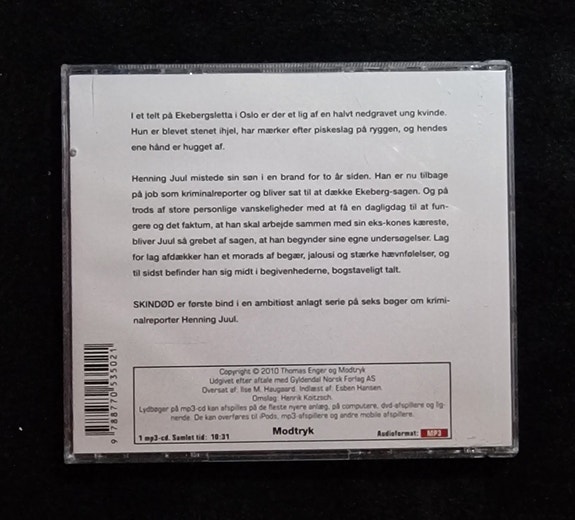 I et telt på Ekebergsletta i Oslo er der et lig af en halvt nedgravet ung kvinde.
Hun er blevet stenet ihjel, har mærker efter piskeslag på ryggen, og hendes
ene hånd er hugget af.
Henning Juul mistede sin søn i en brand for to år siden. Han er nu tilbage
på job som kriminalreporter og bliver sat til at dække Ekeberg-sagen. Og på
trods af store personlige vanskeligheder med at få en dagligdag til at fun-
gere og det faktum, at han skal arbejde sammen med sin eks-kones kæreste,
bliver Juul så grebet af sagen, at han begynder sine egne undersøgelser. Lag
for lag afdækker han et morads af begær, jalousi og stærke hævnfølelser, og
til sidst befinder han sig midt i begivenhederne, bogstaveligt talt.
SKINDØD er første bind i en ambitiøst anlagt serie på seks bøger om krimi-
nalreporter Henning Juul.
Copyright © 2010 Thomas Enger og Modtryk
Udgivet efter aftale med Gyldendal Norsk Forlag AS
Oversat af: Ilse M. Haugaard. Indlæst af: Esben Hansen.
Omslag: Henrik Koitzsch.
Lydbøger på mp3-cd kan afspilles på de fleste nyere anlæg, på computere, dvd-afspillere og lig-
nende. De kan overføres til iPods, mp3-afspillere og andre mobile afspillere.
1 mp3-cd. Samlet tid: 10:31
Modtryk
Audioformat: MP3
9 788770 535021